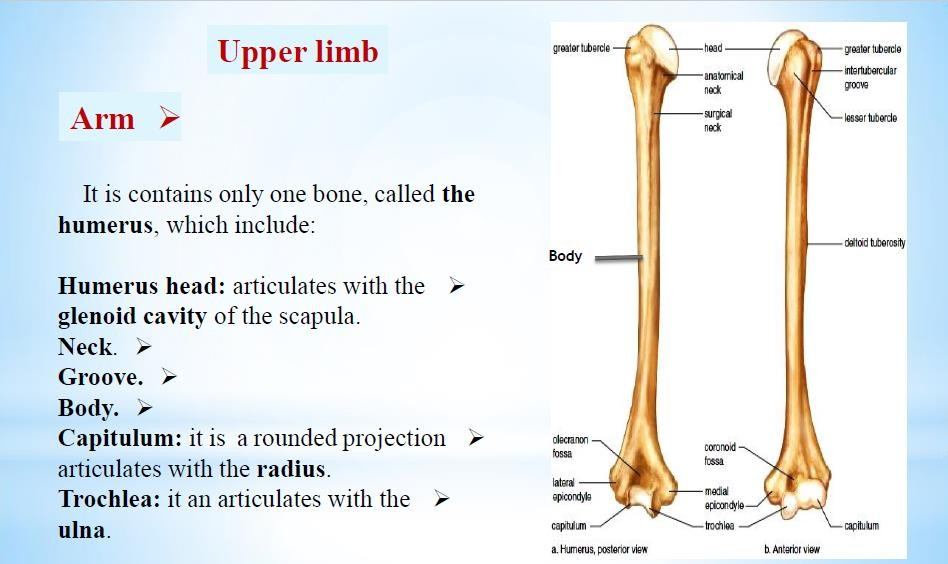 Upper limb
Arm ➢
It is contains only one bone, called the
humerus, which include:
Humerus head: articulates with the ➢
glenoid cavity of the scapula.
Neck. ➢
Groove. ➢
Body. ➢
Capitulum: it is a rounded projection ➢
articulates with the radius.
Trochlea: it an articulates with the ➢
ulna.
greater tubercle
head
anatomical
neck
surgical
neck
Body
olecranon
fossa
lateral
epicondyle
capitulum
a. Humerus, posterior view
greater tubercle
intertubercular
groove
lesser tubercle
deltoid tuberosity
coronoid
fossa
medial
epicondyle
trochlea
capitulum
b. Anterior view